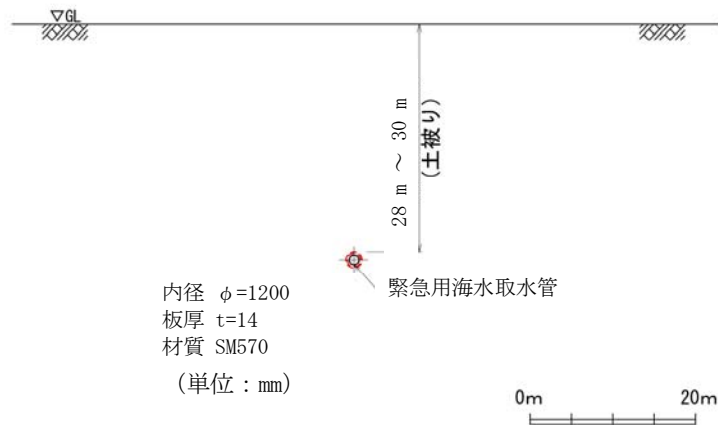 ▽GL
28 m ～ 30 m
(土被り)
緊急用海水取水管
内径 φ=1200
板厚 t=14
材質 SM570
(単位：mm)
0m 20m